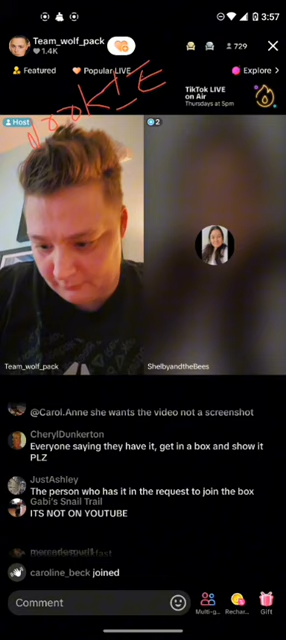 3:57
Team_wolf_pack
1.4K
729
Featured
Popular LIVE
Explore >
TikTok LIVE
on Air
Thursdays at 5pm
NOOKIE
Host
2
Team_wolf_pack
ShelbyandtheBees
@Carol.Anne she wants the video not a screenshot
CherylDunkerton
Everyone saying they have it, get in a box and show it
PLZ
JustAshley
The person who has it in the request to join the box
Gabi's Snail Trail
ITS NOT ON YOUTUBE
caroline_beck joined
Comment
Multi-g...
Rechar...
Gift